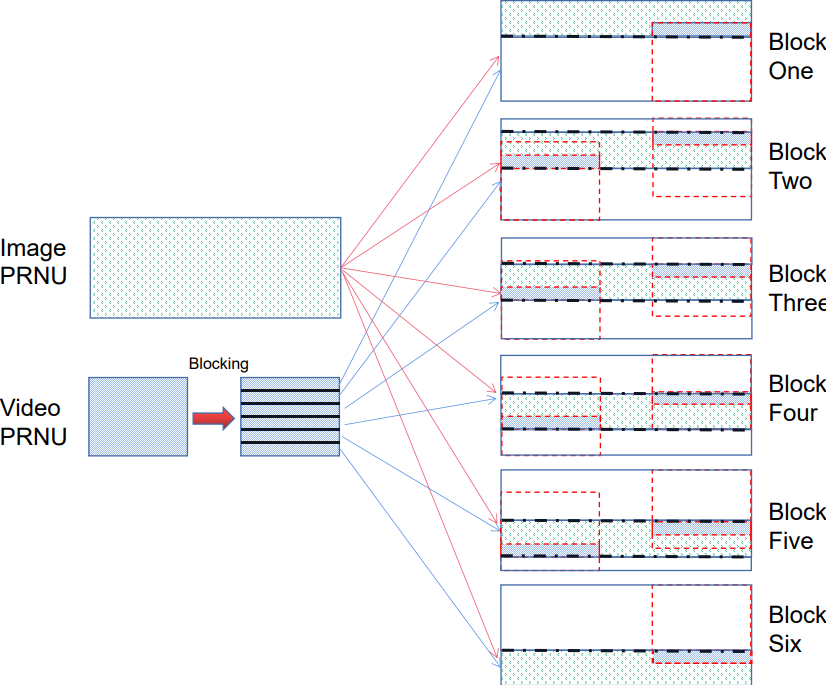 Image
PRNU
Video
PRNU
Blocking
Block
One
Block
Two
Block
Three
Block
Four
Block
Five
Block
Six